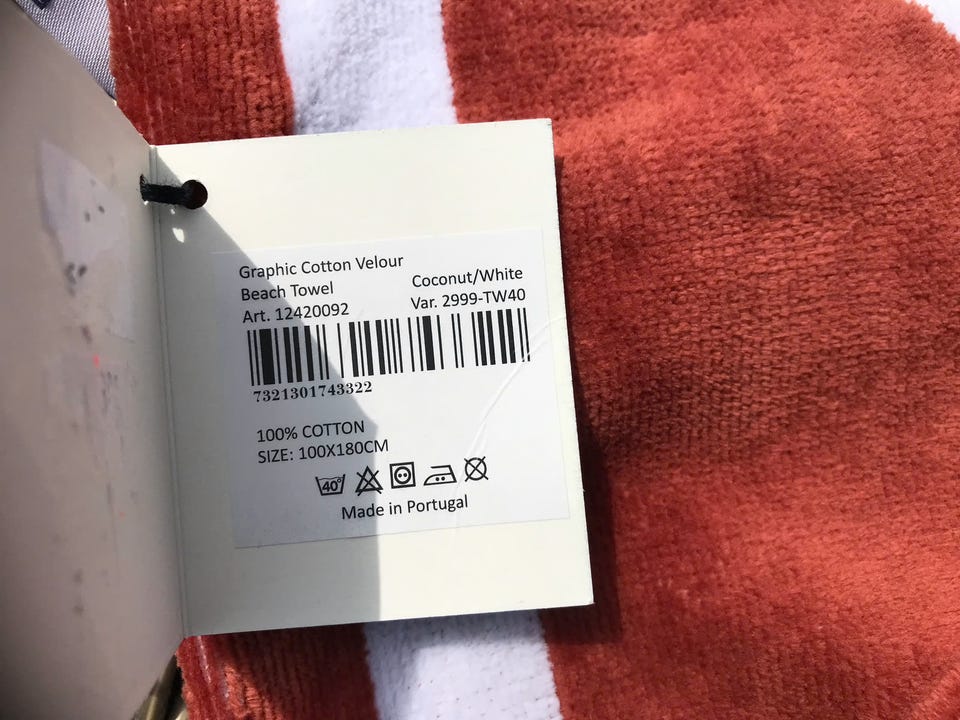 Graphic Cotton Velour
Beach Towel Coconut/White
Art. 12420092 Var. 2999-TW40
7321301743322
100% COTTON
SIZE: 100X180CM
40°
Made in Portugal